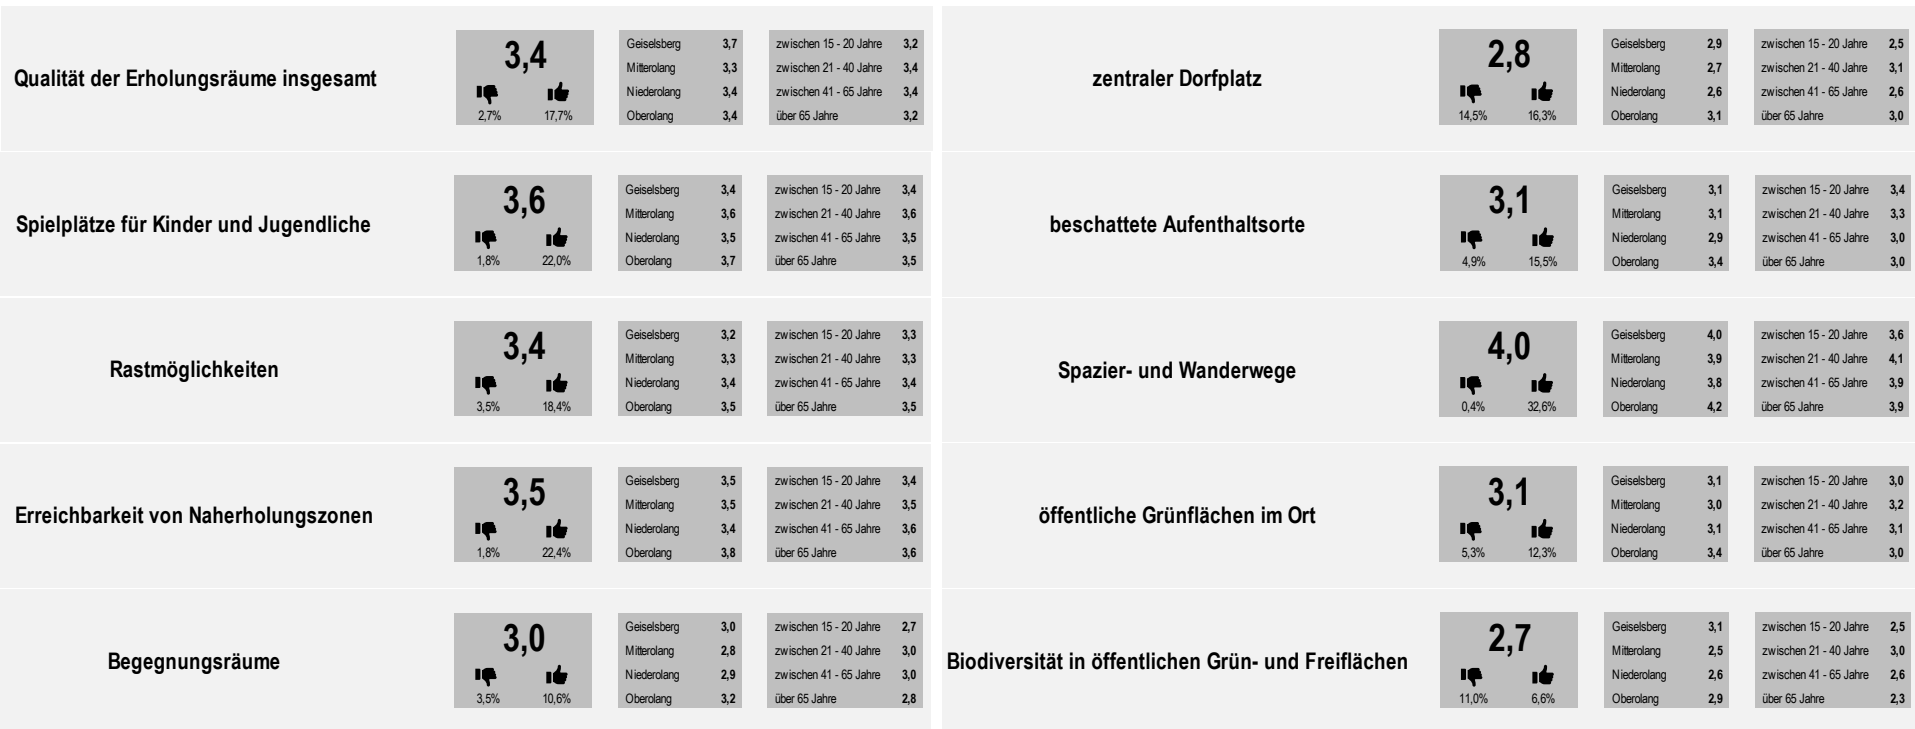 Qualität der Erholungsräume insgesamt
3,4
2,7% 17,7%
Geiselsberg 3,7
Mitterolang 3,3
Niederolang 3,4
Oberolang 3,4
zwischen 15 - 20 Jahre 3,2
zwischen 21 - 40 Jahre 3,4
zwischen 41 - 65 Jahre 3,4
über 65 Jahre 3,2
Spielplätze für Kinder und Jugendliche
3,6
1,8% 22,0%
Geiselsberg 3,4
Mitterolang 3,6
Niederolang 3,5
Oberolang 3,7
zwischen 15 - 20 Jahre 3,4
zwischen 21 - 40 Jahre 3,6
zwischen 41 - 65 Jahre 3,5
über 65 Jahre 3,5
Rastmöglichkeiten
3,4
3,5% 18,4%
Geiselsberg 3,2
Mitterolang 3,3
Niederolang 3,4
Oberolang 3,5
zwischen 15 - 20 Jahre 3,3
zwischen 21 - 40 Jahre 3,3
zwischen 41 - 65 Jahre 3,4
über 65 Jahre 3,5
Erreichbarkeit von Naherholungszonen
3,5
1,8% 22,4%
Geiselsberg 3,5
Mitterolang 3,5
Niederolang 3,4
Oberolang 3,8
zwischen 15 - 20 Jahre 3,4
zwischen 21 - 40 Jahre 3,5
zwischen 41 - 65 Jahre 3,6
über 65 Jahre 3,6
Begegnungsräume
3,0
3,5% 10,6%
Geiselsberg 3,0
Mitterolang 2,8
Niederolang 2,9
Oberolang 3,2
zwischen 15 - 20 Jahre 2,7
zwischen 21 - 40 Jahre 3,0
zwischen 41 - 65 Jahre 3,0
über 65 Jahre 2,8
zentraler Dorfplatz
2,8
14,5% 16,3%
Geiselsberg 2,9
Mitterolang 2,7
Niederolang 2,6
Oberolang 3,1
zwischen 15 - 20 Jahre 2,5
zwischen 21 - 40 Jahre 3,1
zwischen 41 - 65 Jahre 2,6
über 65 Jahre 3,0
beschattete Aufenthaltsorte
3,1
4,9% 15,5%
Geiselsberg 3,1
Mitterolang 3,1
Niederolang 2,9
Oberolang 3,4
zwischen 15 - 20 Jahre 3,4
zwischen 21 - 40 Jahre 3,3
zwischen 41 - 65 Jahre 3,0
über 65 Jahre 3,0
Spazier- und Wanderwege
4,0
0,4% 32,6%
Geiselsberg 4,0
Mitterolang 3,9
Niederolang 3,8
Oberolang 4,2
zwischen 15 - 20 Jahre 3,6
zwischen 21 - 40 Jahre 4,1
zwischen 41 - 65 Jahre 3,9
über 65 Jahre 3,9
öffentliche Grünflächen im Ort
3,1
5,3% 12,3%
Geiselsberg 3,1
Mitterolang 3,0
Niederolang 3,1
Oberolang 3,4
zwischen 15 - 20 Jahre 3,0
zwischen 21 - 40 Jahre 3,2
zwischen 41 - 65 Jahre 3,1
über 65 Jahre 3,0
Biodiversität in öffentlichen Grün- und Freiflächen
2,7
11,0% 6,6%
Geiselsberg 3,1
Mitterolang 2,5
Niederolang 2,6
Oberolang 2,9
zwischen 15 - 20 Jahre 2,5
zwischen 21 - 40 Jahre 3,0
zwischen 41 - 65 Jahre 2,6
über 65 Jahre 2,3